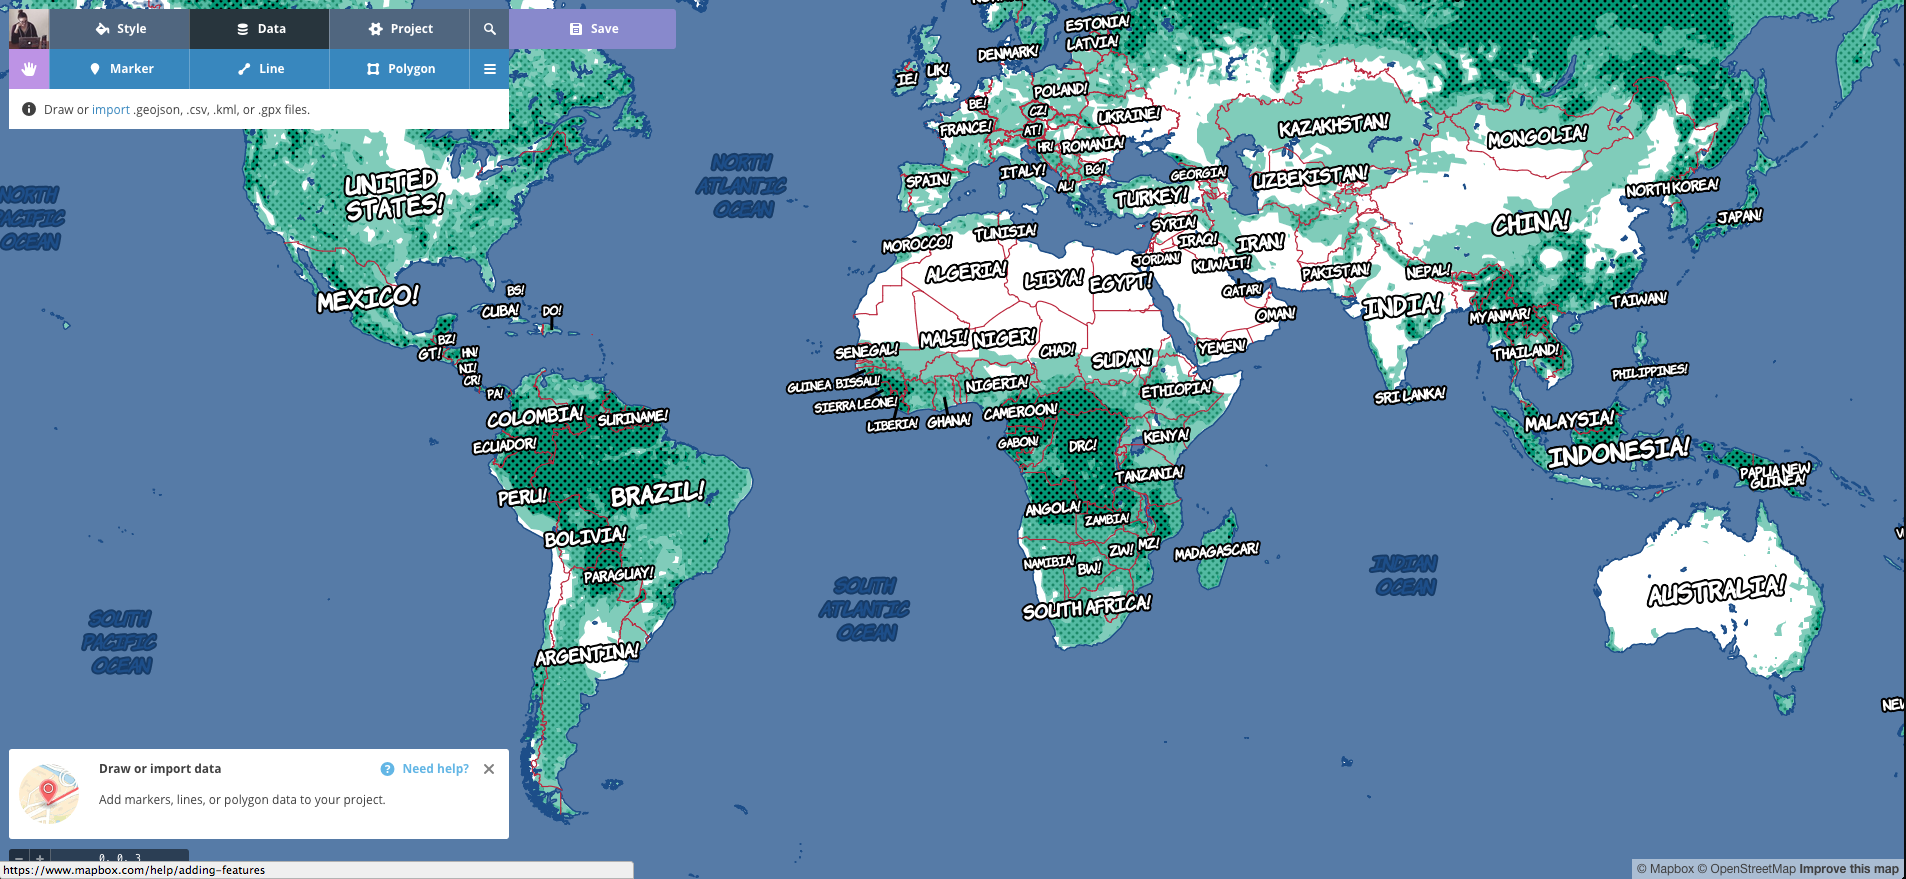 Style
Data
Project
Save
Marker
Line
Polygon
Draw or import .geojson, .csv, .kml, or .gpx files.
ESTONIA!
LATVIA!
DENMARK!
IE!
UK!
POLAND!
BE!
CZ!
UKRAINE!
FRANCE!
AT!
KAZAKHSTAN!
MONGOLIA!
HR!
ROMANIA!
NORTH
ATLANTIC
OCEAN
ITALY!
BG!
GEORGIA!
UZBEKISTAN!
SPAIN!
AL!
UNITED
STATES!
NORTH
PACIFIC
OCEAN
TURKEY!
NORTH KOREA!
JAPAN!
CHINA!
SYRIA!
TUNISIA!
MOROCCO!
IRAQ!
IRAN!
JORDAN!
KUWAIT!
PAKISTAN!
NEPAL!
ALGERIA!
LIBYA!
EGYPT!
QATAR!
MEXICO!
BS!
CUBA!
DO!
INDIA!
TAIWAN!
OMAN!
MYANMAR!
BZ!
GT!
HN!
NI!
CR!
PA!
SENEGAL!
MALI!
NIGER!
CHAD!
SUDAN!
YEMEN!
THAILAND!
PHILIPPINES!
GUINEA BISSAU!
NIGERIA!
ETHIOPIA!
SRI LANKA!
SIERRA LEONE!
LIBERIA!
GHANA!
CAMEROON!
COLOMBIA!
SURINAME!
MALAYSIA!
ECUADOR!
GABON!
DRC!
KENYA!
INDONESIA!
TANZANIA!
PAPUA NEW
GUINEA!
PERU!
BRAZIL!
ANGOLA!
ZAMBIA!
BOLIVIA!
ZW!
MZ!
MADAGASCAR!
NAMIBIA!
BW!
INDIAN
OCEAN
PARAGUAY!
SOUTH
ATLANTIC
OCEAN
SOUTH AFRICA!
AUSTRALIA!
SOUTH
PACIFIC
OCEAN
ARGENTINA!
Draw or import data
Need help?
Add markers, lines, or polygon data to your project.
0, 0, 3
https://www.mapbox.com/help/adding-features
© Mapbox © OpenStreetMap Improve this map